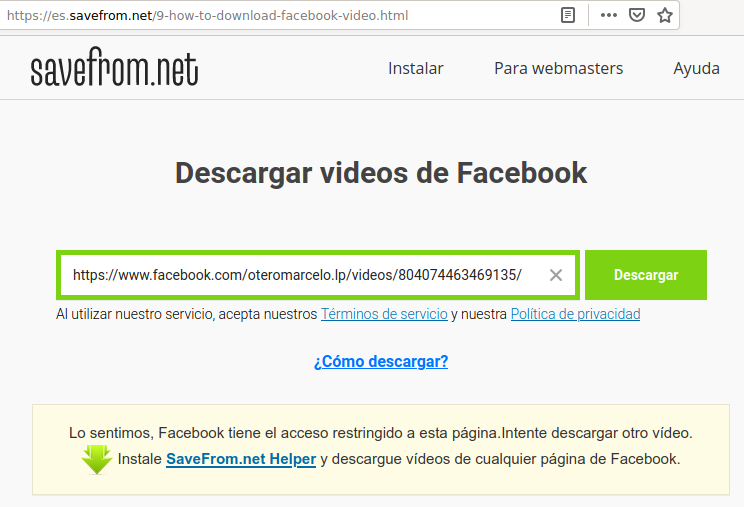 https://es.savefrom.net/9-how-to-download-facebook-video.html
savefrom.net
Instalar Para webmasters Ayuda
Descargar videos de Facebook
https://www.facebook.com/oteromarcelo.lp/videos/804074463469135/ Descargar
Al utilizar nuestro servicio, acepta nuestros Términos de servicio y nuestra Política de privacidad
¿Cómo descargar?
Lo sentimos, Facebook tiene el acceso restringido a esta página.Intente descargar otro vídeo.
Instale SaveFrom.net Helper y descargue vídeos de cualquier página de Facebook.